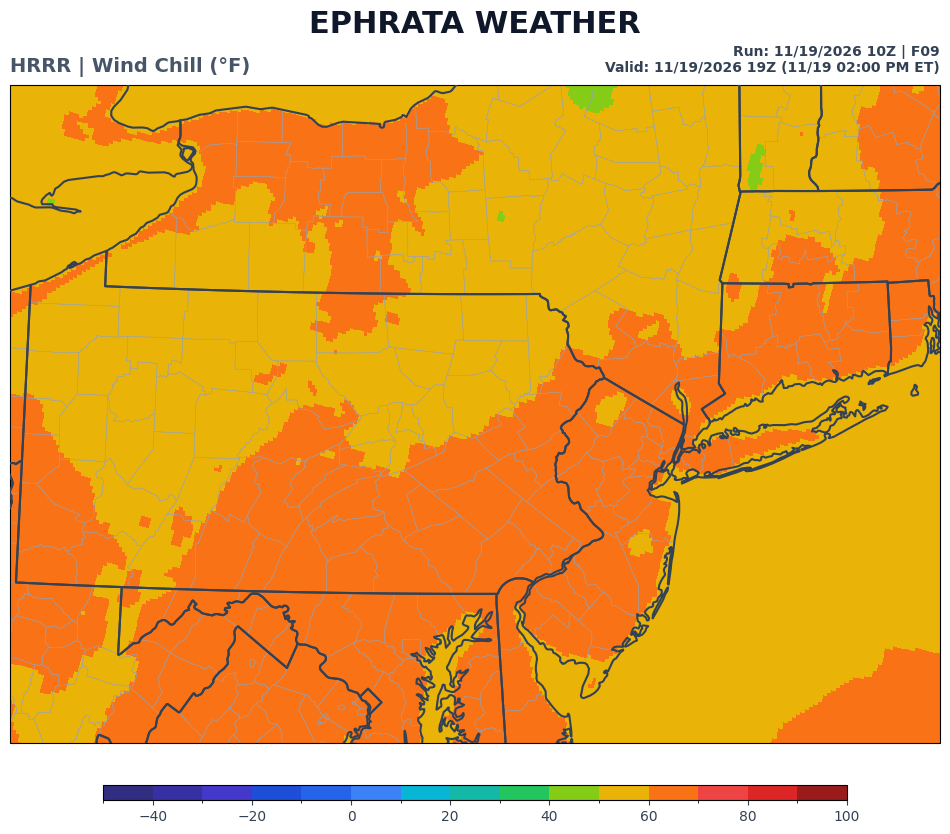 EPHRATA WEATHER
HRRR | Wind Chill (°F)
Run: 11/19/2026 10Z | F09
Valid: 11/19/2026 19Z (11/19 02:00 PM ET)
−40 −20 0 20 40 60 80 100